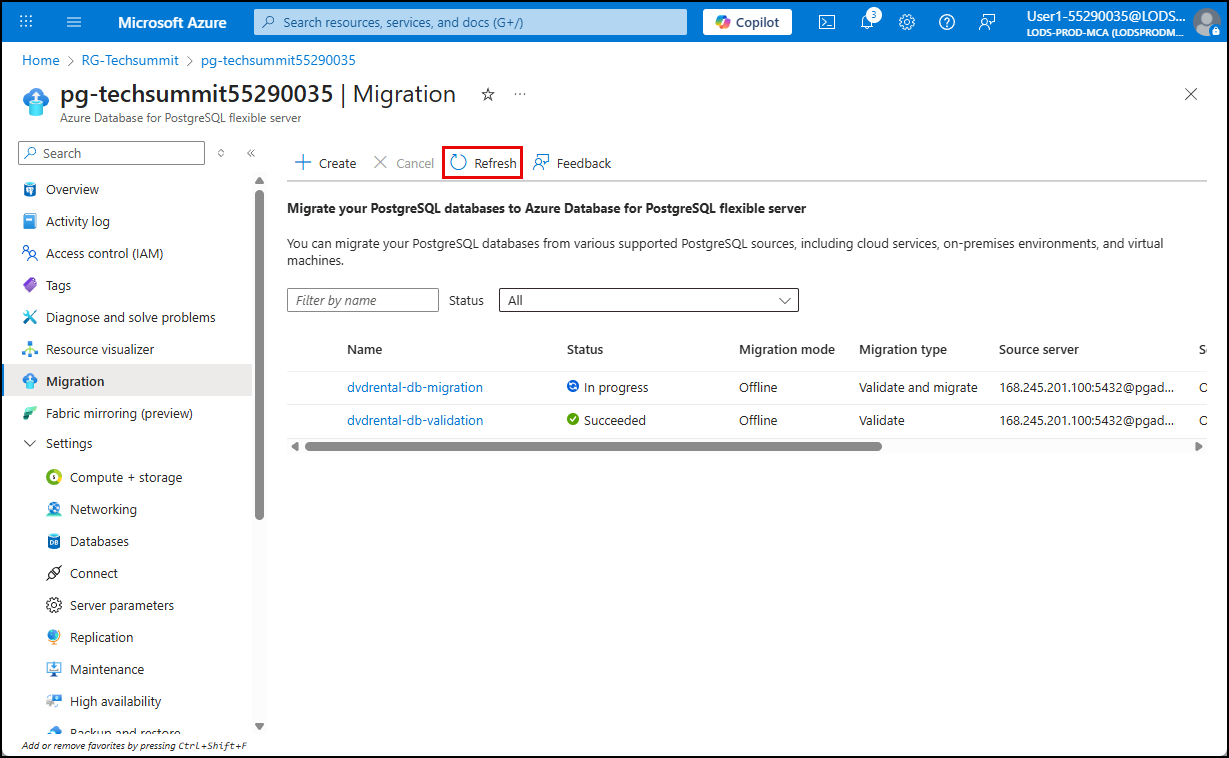 Microsoft Azure
Search resources, services, and docs (G+/)
Copilot
3
User1-55290035@LODS...
LODS-PROD-MCA (LODSPRODM...
Home > RG-Techsummit > pg-techsummit55290035
pg-techsummit55290035 | Migration
Azure Database for PostgreSQL flexible server
Search
Create
Cancel
Refresh
Feedback
Overview
Activity log
Access control (IAM)
Tags
Diagnose and solve problems
Resource visualizer
Migration
Fabric mirroring (preview)
Settings
Compute + storage
Networking
Databases
Connect
Server parameters
Replication
Maintenance
High availability
Backup and restore
Add or remove favorites by pressing Ctrl+Shift+F
Migrate your PostgreSQL databases to Azure Database for PostgreSQL flexible server
You can migrate your PostgreSQL databases from various supported PostgreSQL sources, including cloud services, on-premises environments, and virtual
machines.
Filter by name
Status
All
Name Status Migration mode Migration type Source server
dvdrental-db-migration In progress Offline Validate and migrate 168.245.201.100:5432@pgad...
dvdrental-db-validation Succeeded Offline Validate 168.245.201.100:5432@pgad...